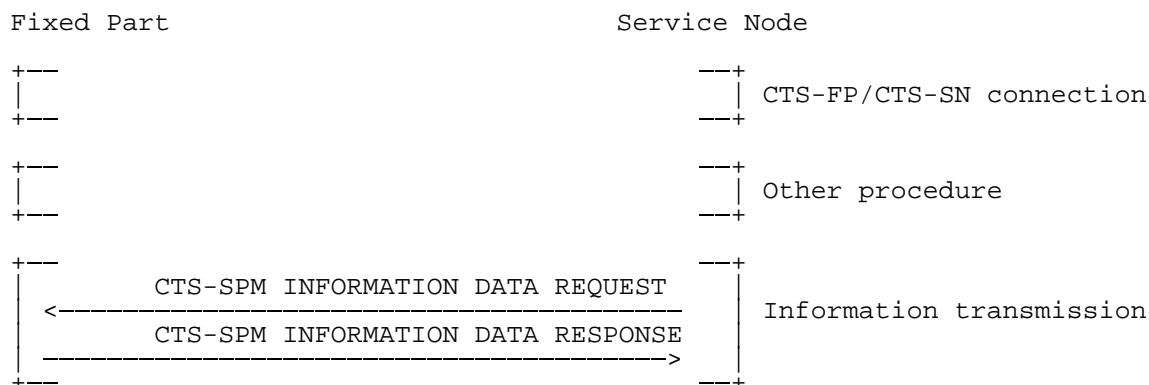 Fixed Part Service Node
CTS-FP/CTS-SN connection
Other procedure
CTS-SPM INFORMATION DATA REQUEST
Information transmission
CTS-SPM INFORMATION DATA RESPONSE